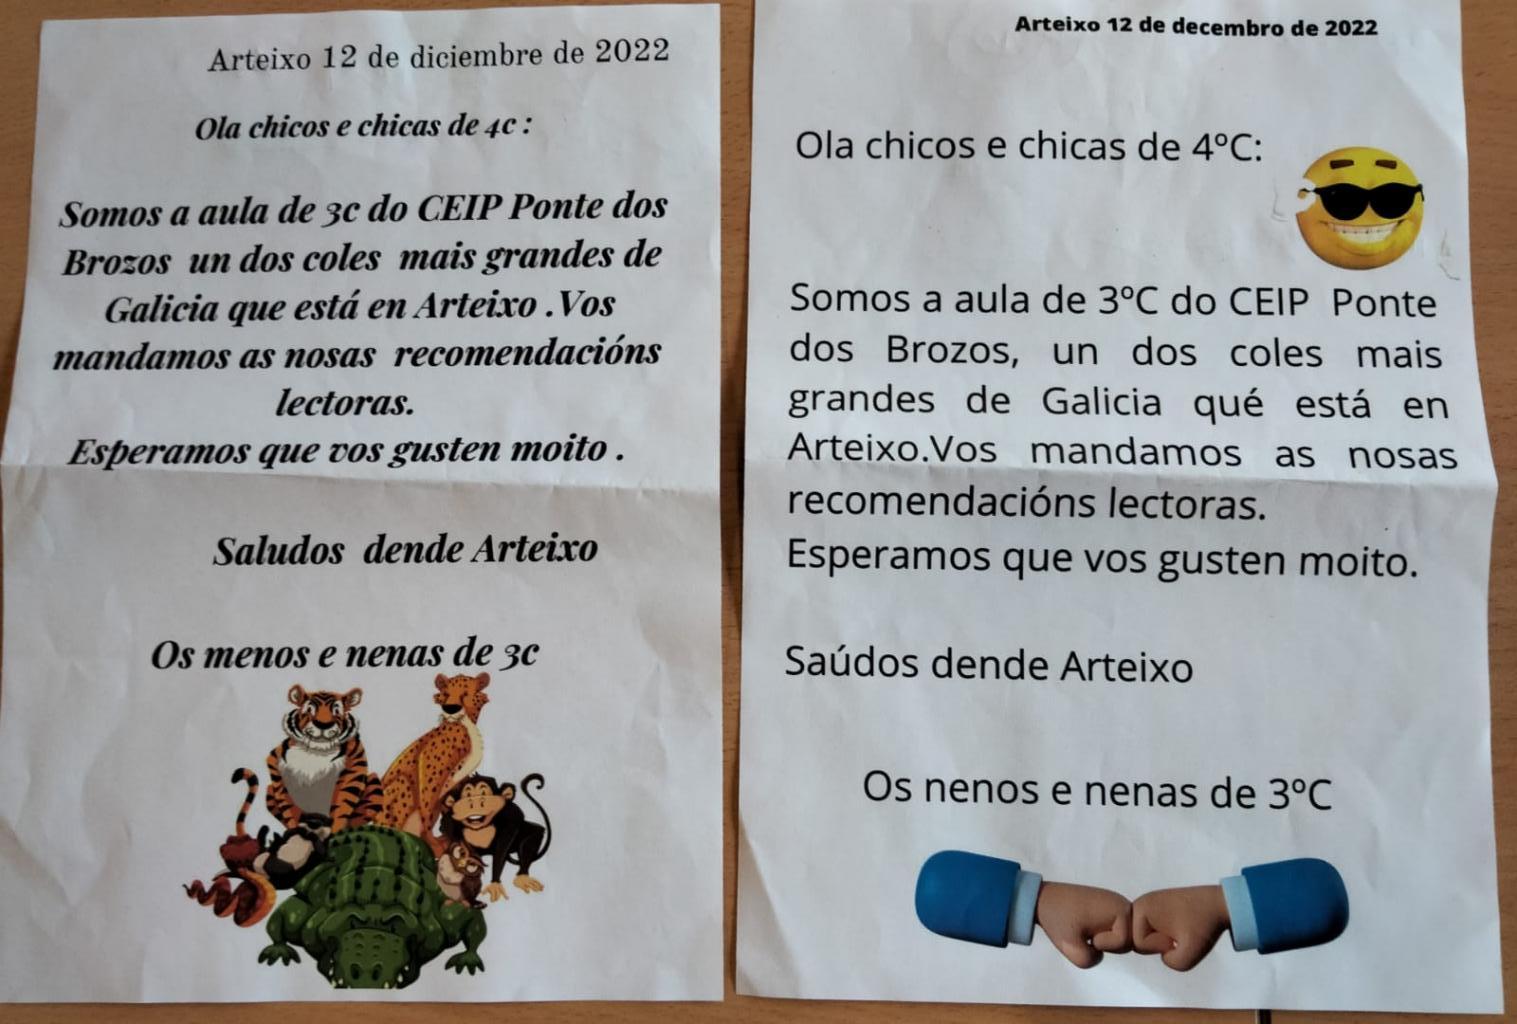 Arteixo 12 de diciembre de 2022
Ola chicos e chicas de 4c :
Somos a aula de 3c do CEIP Ponte dos
Brozos un dos coles mais grandes de
Galicia que está en Arteixo .Vos
mandamos as nosas recomendacións
lectoras.
Esperamos que vos gusten moito .
Saludos dende Arteixo
Os menos e nenas de 3c
Arteixo 12 de decembro de 2022
Ola chicos e chicas de 4ºC:
Somos a aula de 3ºC do CEIP Ponte
dos Brozos, un dos coles mais
grandes de Galicia qué está en
Arteixo.Vos mandamos as nosas
recomendacións lectoras.
Esperamos que vos gusten moito.
Saúdos dende Arteixo
Os nenos e nenas de 3ºC